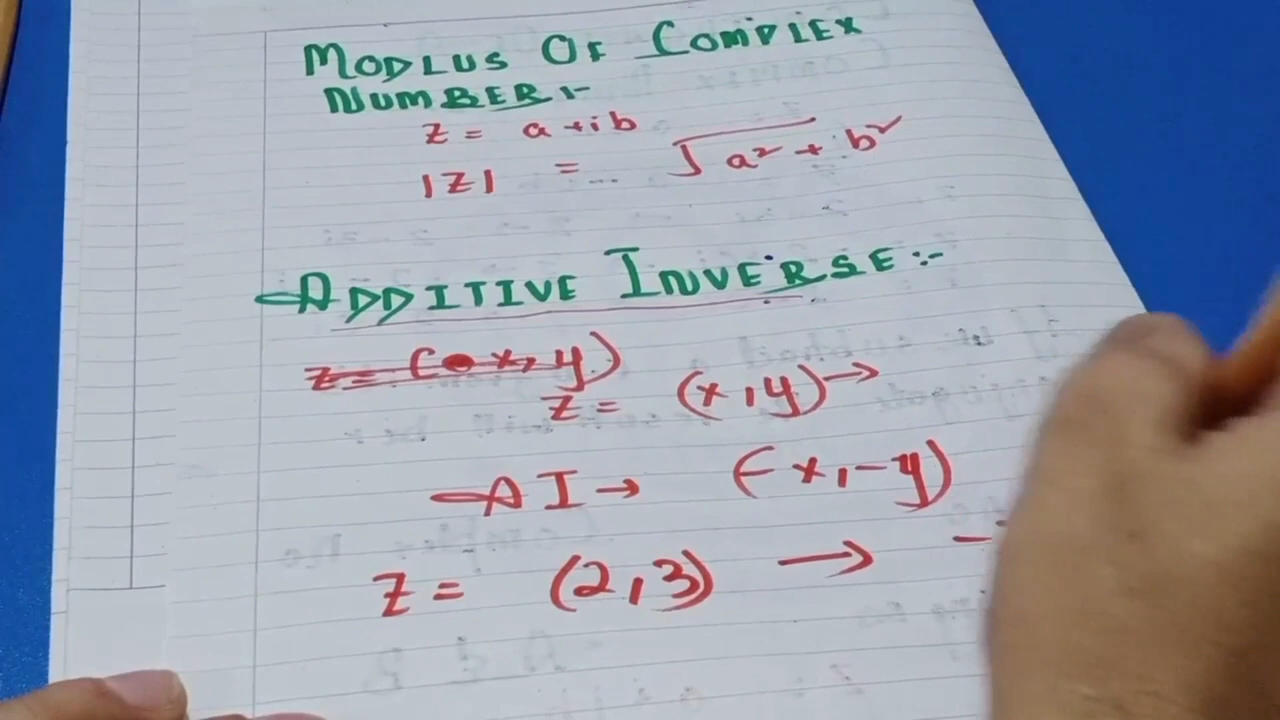 MODLUS OF COMPLEX
NUMBER:-
z = a+ib
|Z| = √a²+b²
ADDITIVE INVERSE:-
z= (x,y)
z= (x,y)→
AI→ (-x,-y)
z= (2,3) → -